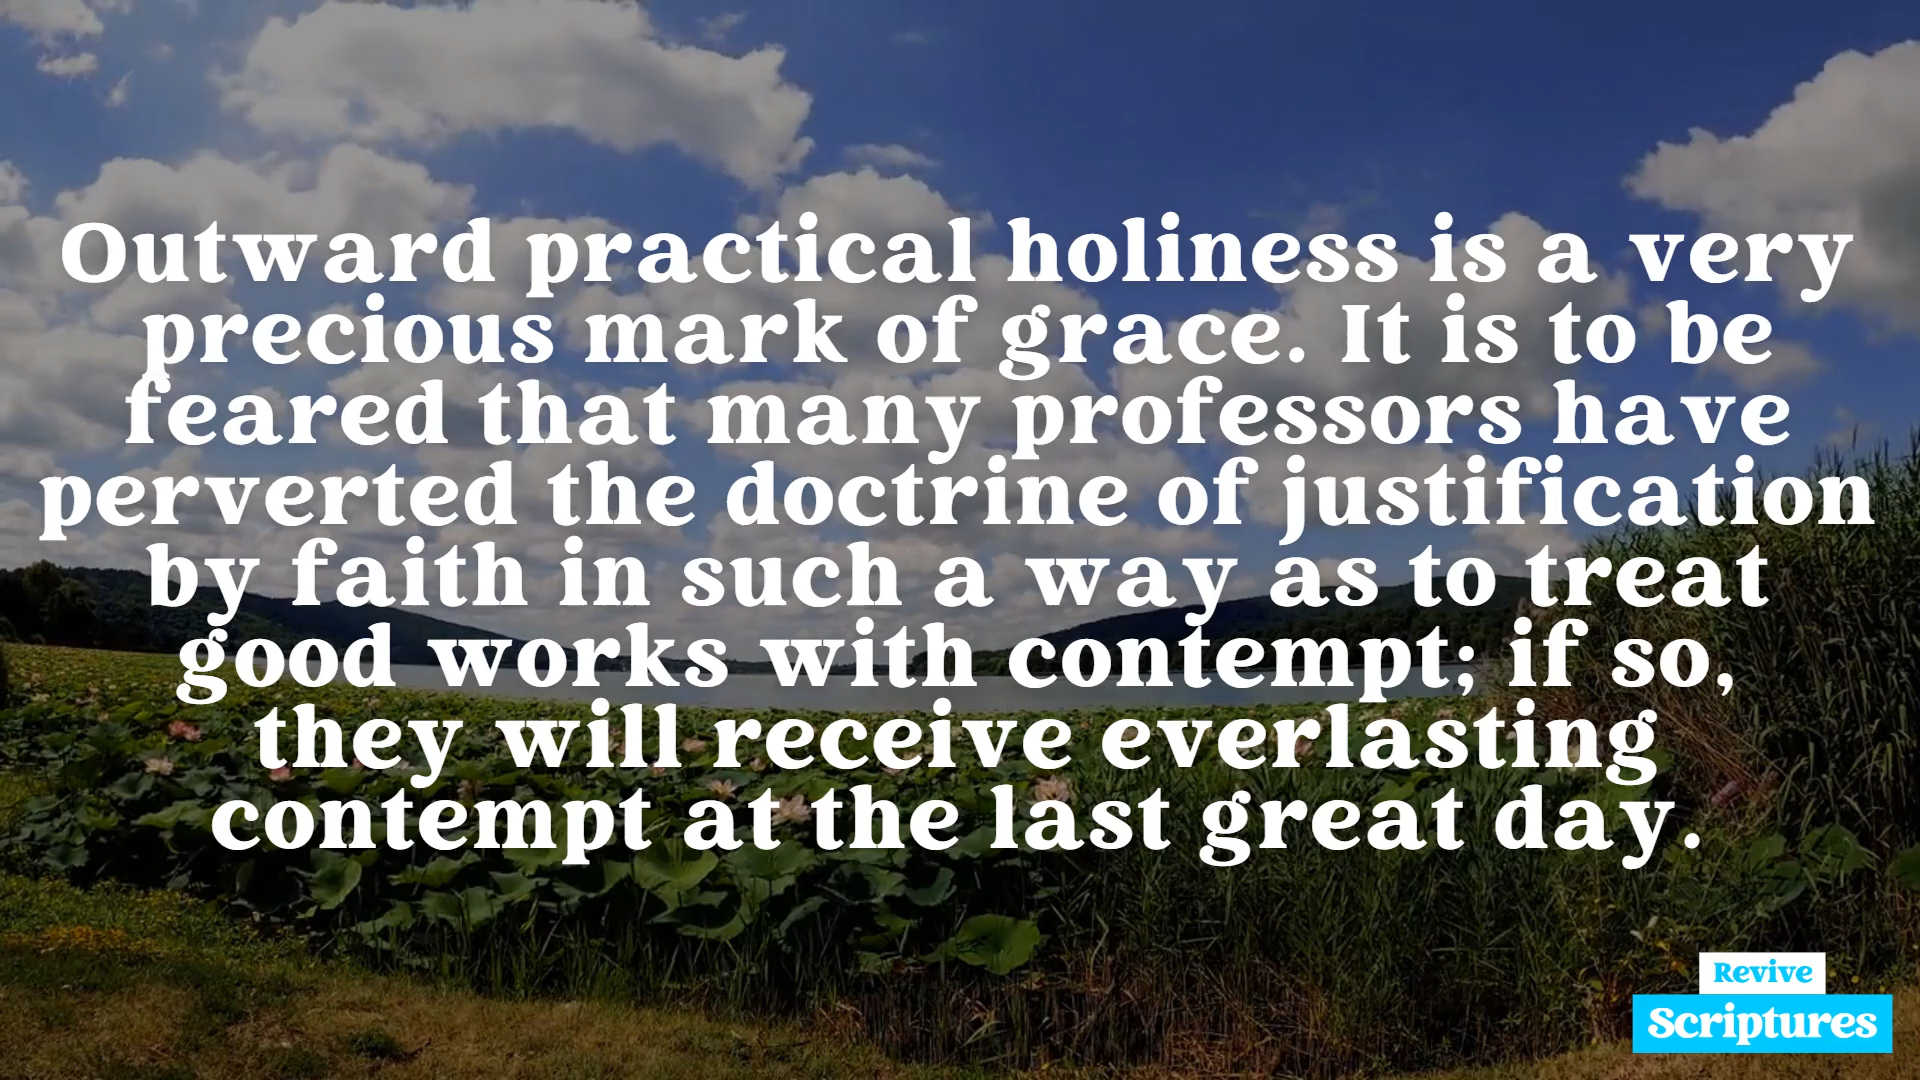 Outward practical holiness is a very
precious mark of grace. It is to be
feared that many professors have
perverted the doctrine of justification
by faith in such a way as to treat
good works with contempt; if so,
they will receive everlasting
contempt at the last great day.
Revive
Scriptures